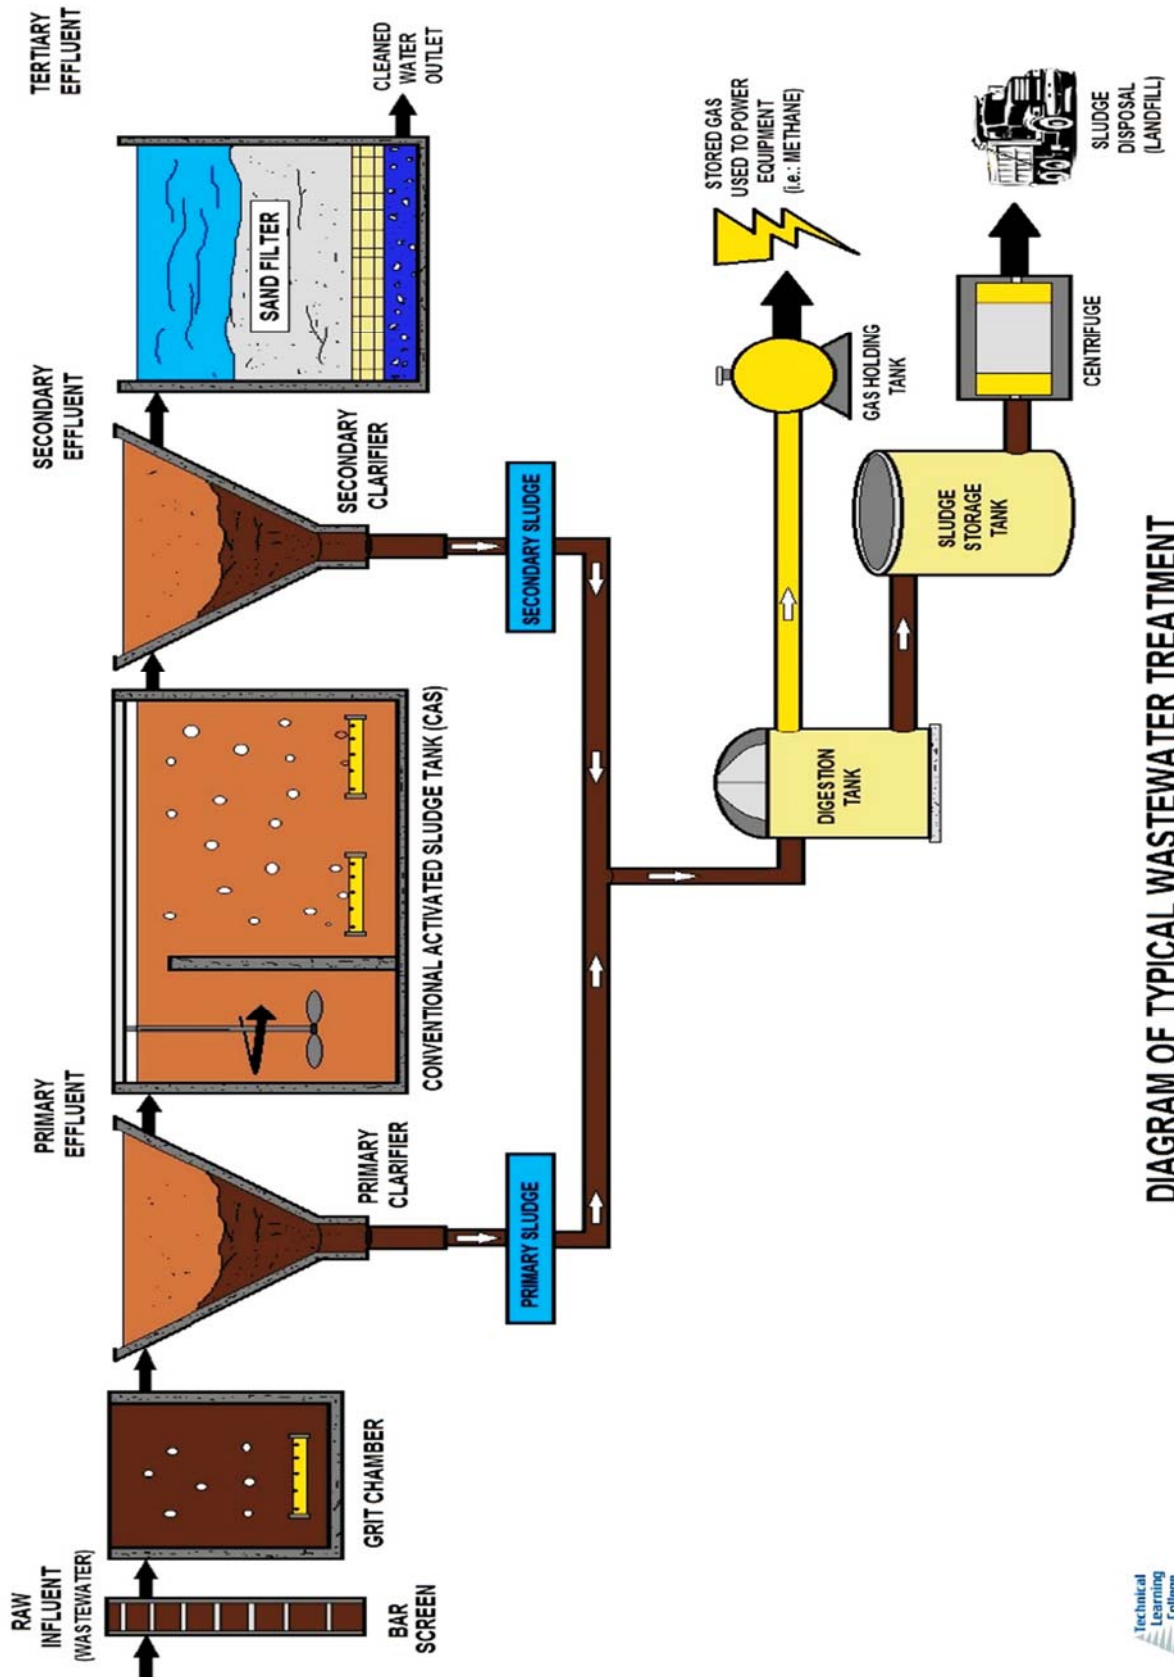 RAW
INFLUENT
(WASTEWATER)
PRIMARY
EFFLUENT
SECONDARY
EFFLUENT
TERTIARY
EFFLUENT
BAR
SCREEN
GRIT CHAMBER
PRIMARY
CLARIFIER
CONVENTIONAL ACTIVATED SLUDGE TANK (CAS)
SECONDARY
CLARIFIER
SAND FILTER
CLEANED
WATER
OUTLET
PRIMARY SLUDGE
SECONDARY SLUDGE
DIGESTION
TANK
GAS HOLDING
TANK
STORED GAS
USED TO POWER
EQUIPMENT
(i.e.: METHANE)
SLUDGE
STORAGE
TANK
CENTRIFUGE
SLUDGE
DISPOSAL
(LANDFILL)
DIAGRAM OF TYPICAL WASTEWATER TREATMENT
Technical
Learning
College